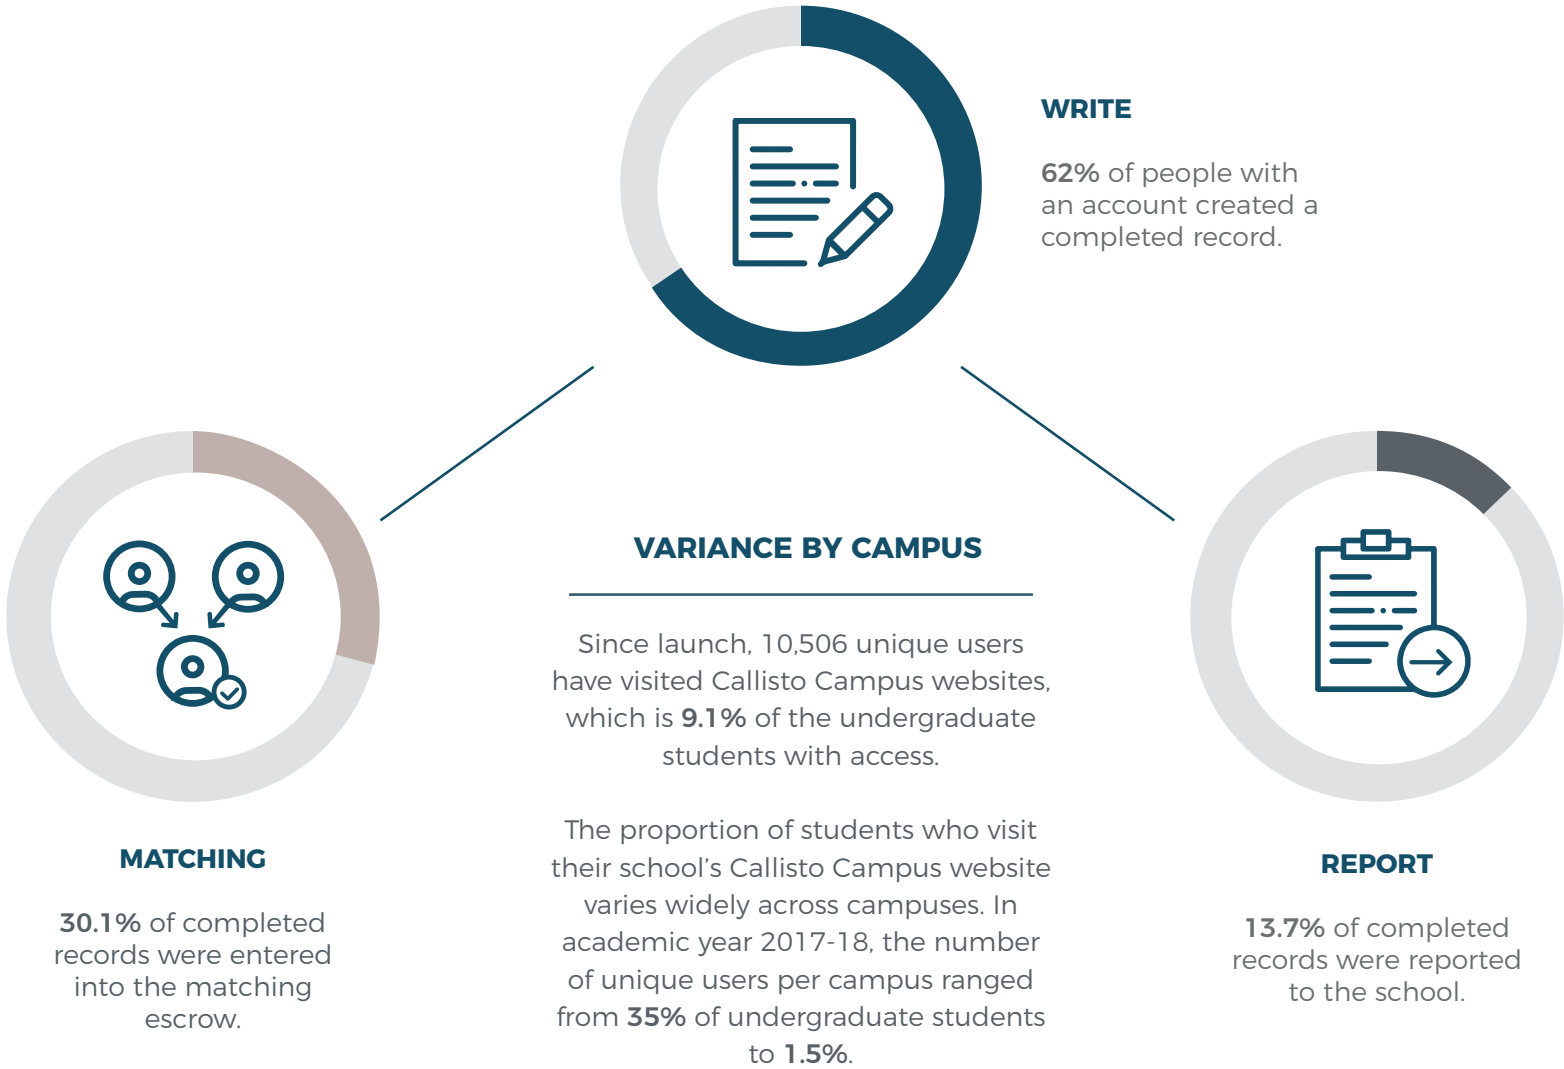 WRITE
62% of people with
an account created a
completed record.
VARIANCE BY CAMPUS
Since launch, 10,506 unique users
have visited Callisto Campus websites,
which is 9.1% of the undergraduate
students with access.
The proportion of students who visit
their school’s Callisto Campus website
varies widely across campuses. In
academic year 2017-18, the number
of unique users per campus ranged
from 35% of undergraduate students
to 1.5%.
MATCHING
30.1% of completed
records were entered
into the matching
escrow.
REPORT
13.7% of completed
records were reported
to the school.